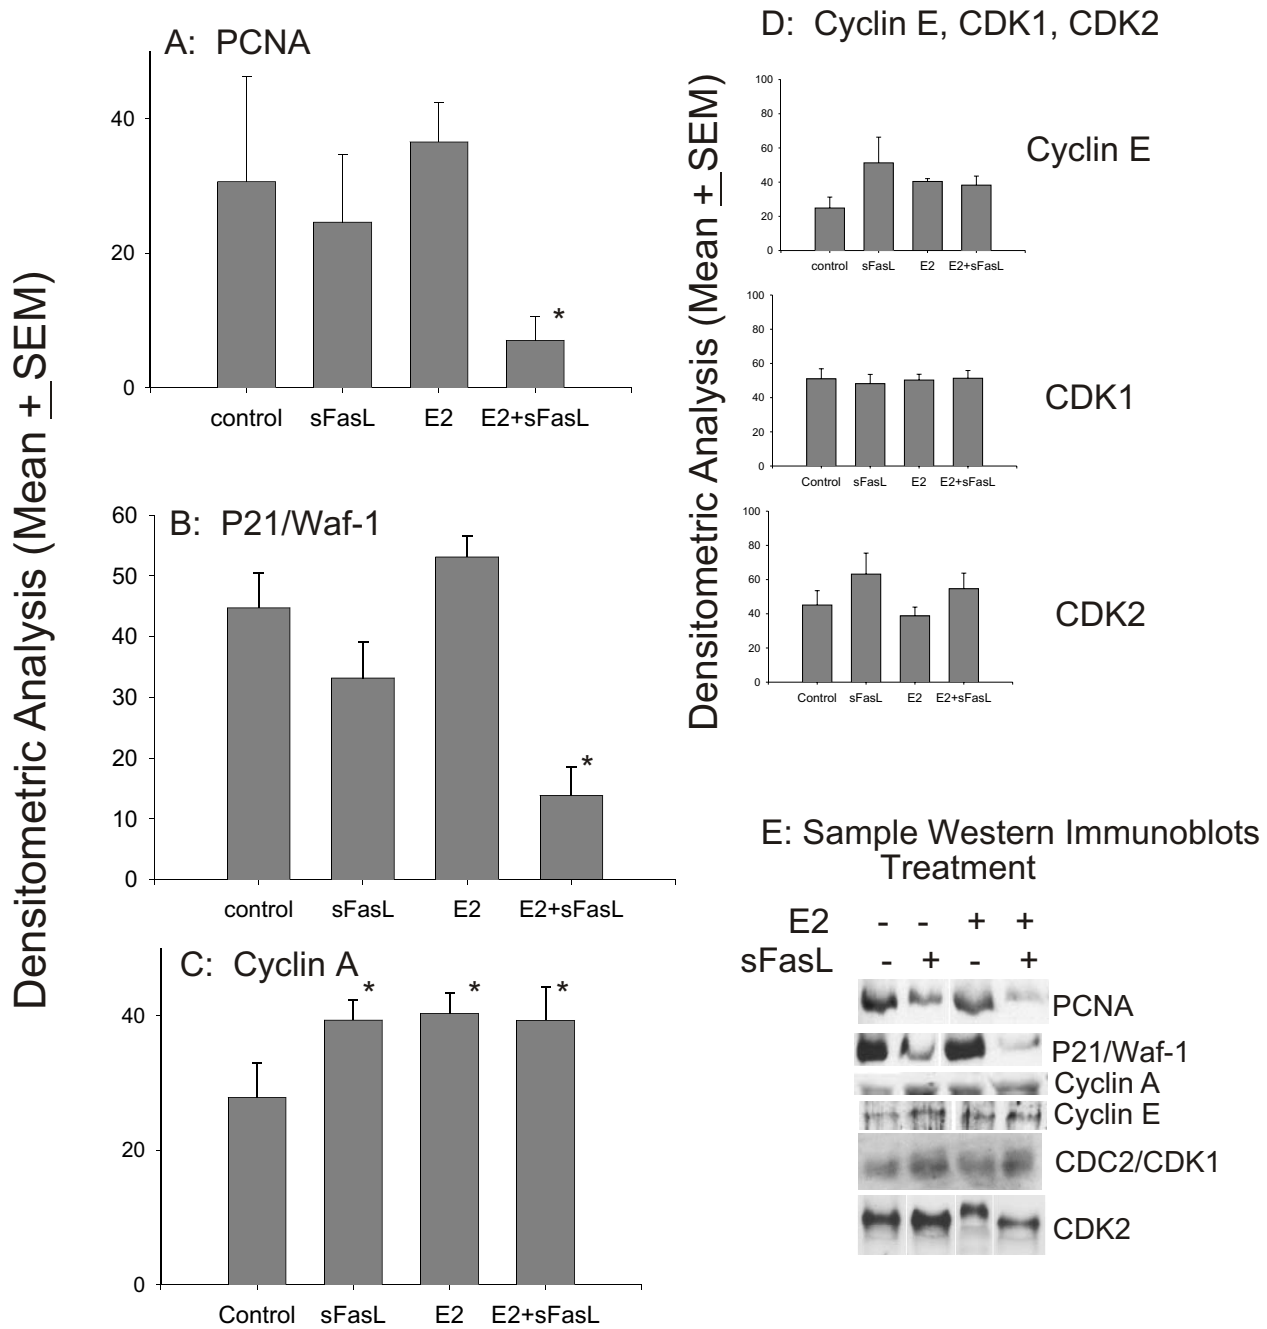 Densitometric Analysis (Mean + SEM)
A: PCNA
40
20
0
control sFasL E2 E2+sFasL
*
B: P21/Waf-1
60
50
40
30
20
10
0
control sFasL E2 E2+sFasL
*
C: Cyclin A
40
20
0
Control sFasL E2 E2+sFasL
* * *
D: Cyclin E, CDK1, CDK2
Densitometric Analysis (Mean + SEM)
100
80
60
40
20
0
control sFasL E2 E2+sFasL
Cyclin E
100
80
60
40
20
0
Control sFasL E2 E2+sFasL
CDK1
100
80
60
40
20
0
Control sFasL E2 E2+sFasL
CDK2
E: Sample Western Immunoblots
Treatment
E2 - - + +
sFasL - + - +
PCNA
P21/Waf-1
Cyclin A
Cyclin E
CDC2/CDK1
CDK2